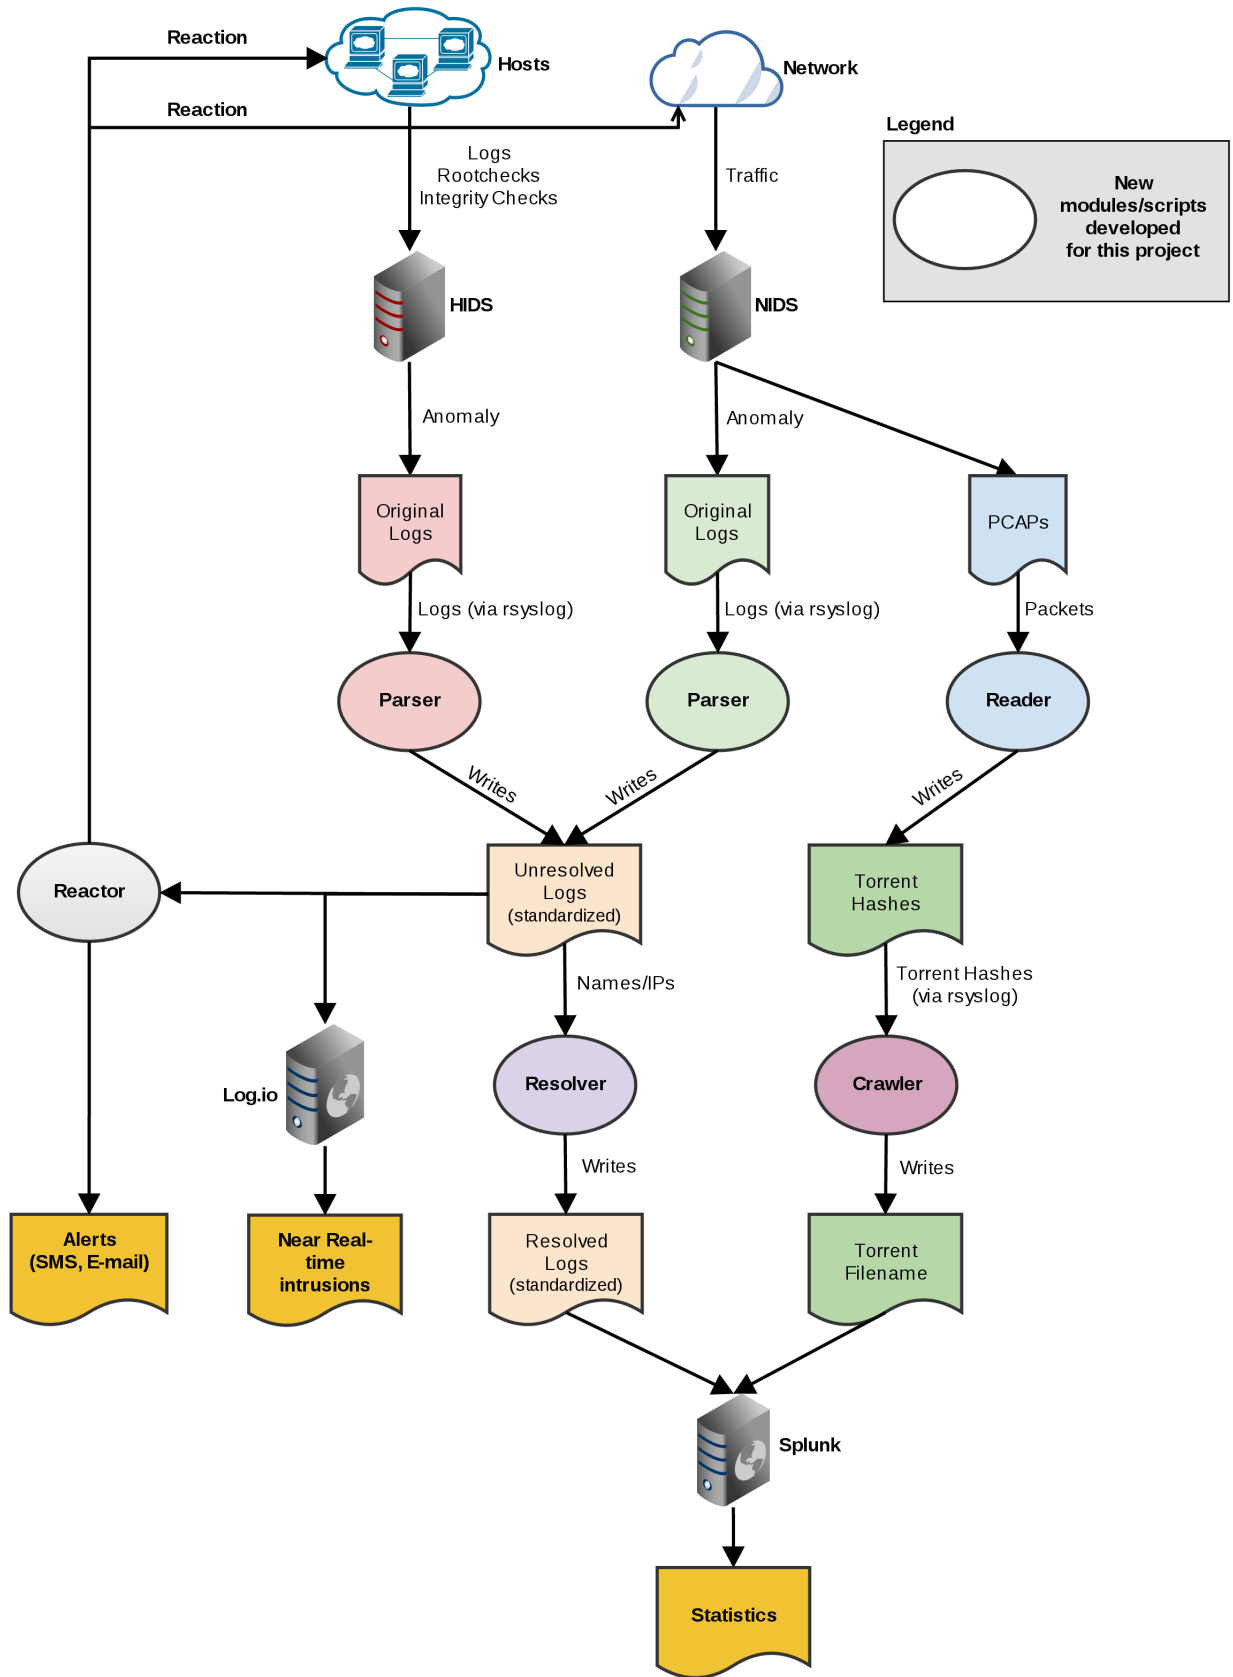 Reaction
Hosts
Network
Reaction
Legend
Logs
Rootchecks
Integrity Checks
Traffic
New
modules/scripts
developed
for this project
HIDS
NIDS
Anomaly
Anomaly
Original
Logs
Original
Logs
PCAPs
Logs (via rsyslog)
Logs (via rsyslog)
Packets
Parser
Parser
Reader
Writes
Writes
Writes
Reactor
Unresolved
Logs
(standardized)
Torrent
Hashes
Names/IPs
Torrent Hashes
(via rsyslog)
Log.io
Resolver
Crawler
Writes
Writes
Alerts
(SMS, E-mail)
Near Real-
time
intrusions
Resolved
Logs
(standardized)
Torrent
Filename
Splunk
Statistics